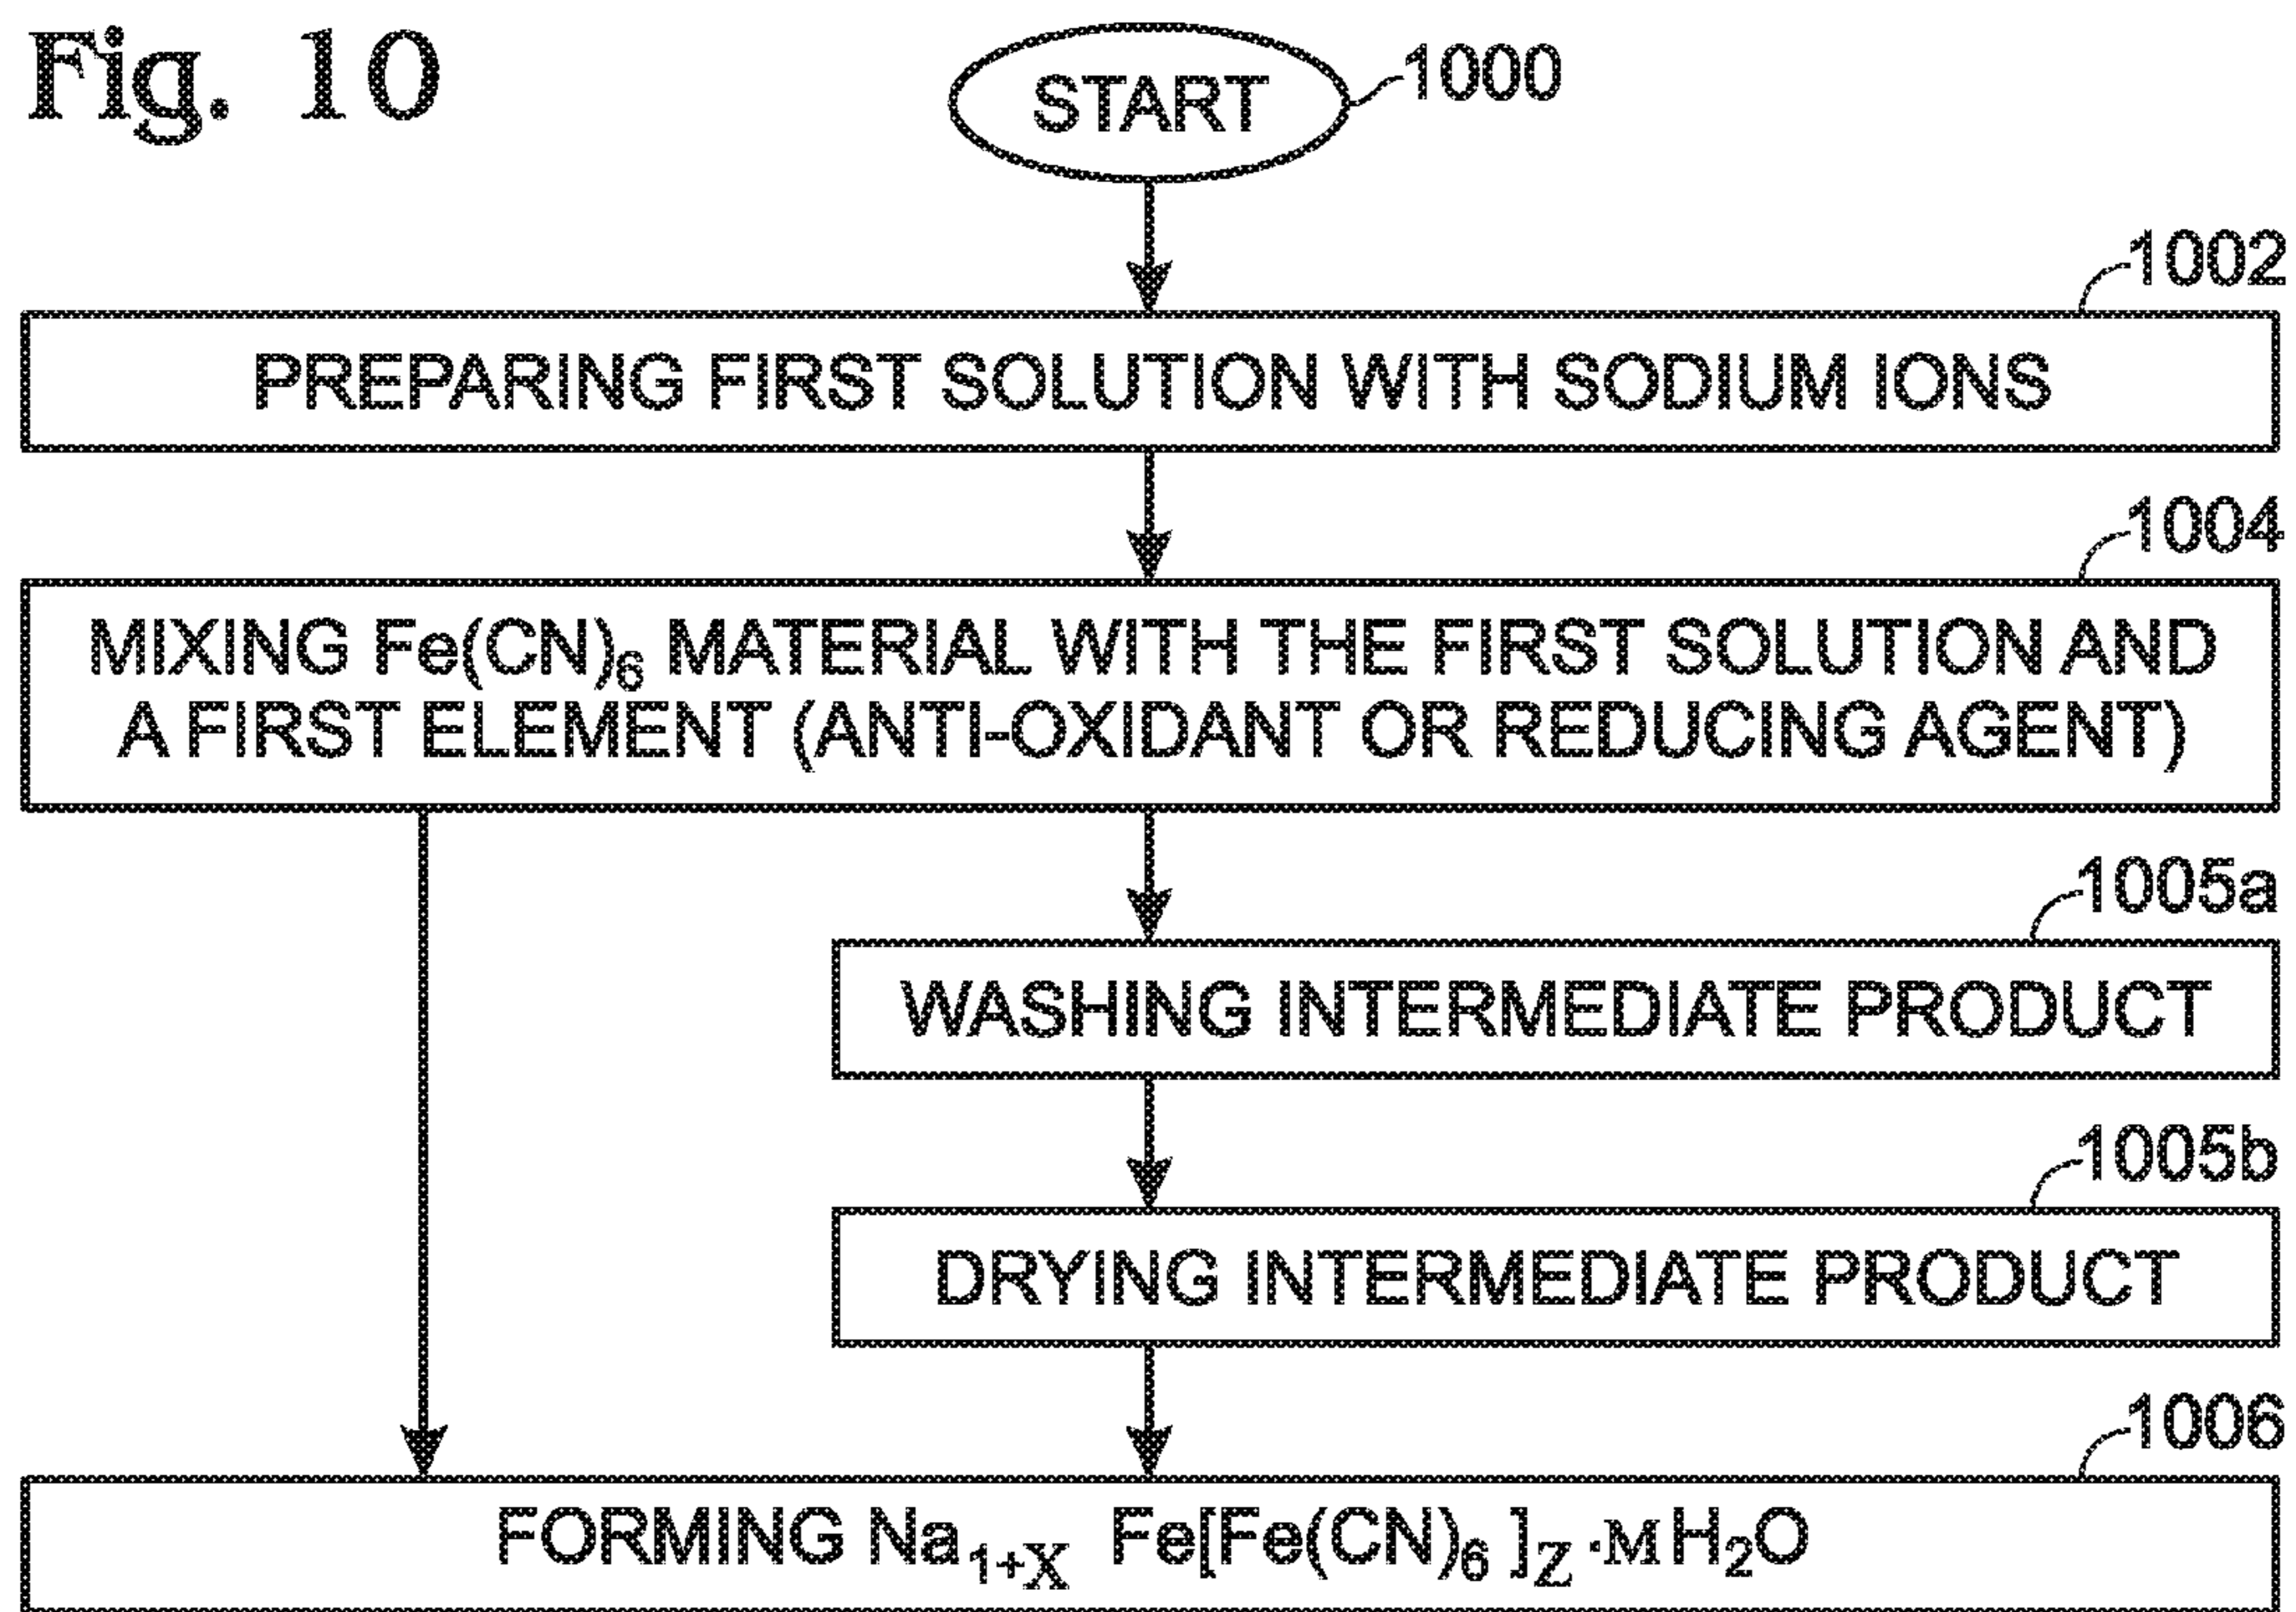 Fig. 10
START
1000
1002
PREPARING FIRST SOLUTION WITH SODIUM IONS
1004
MIXING Fe(CN)₆ MATERIAL WITH THE FIRST SOLUTION AND
A FIRST ELEMENT (ANTI-OXIDANT OR REDUCING AGENT)
1005a
WASHING INTERMEDIATE PRODUCT
1005b
DRYING INTERMEDIATE PRODUCT
1006
FORMING Na₁₊X Fe[Fe(CN)₆]Z·MH₂O